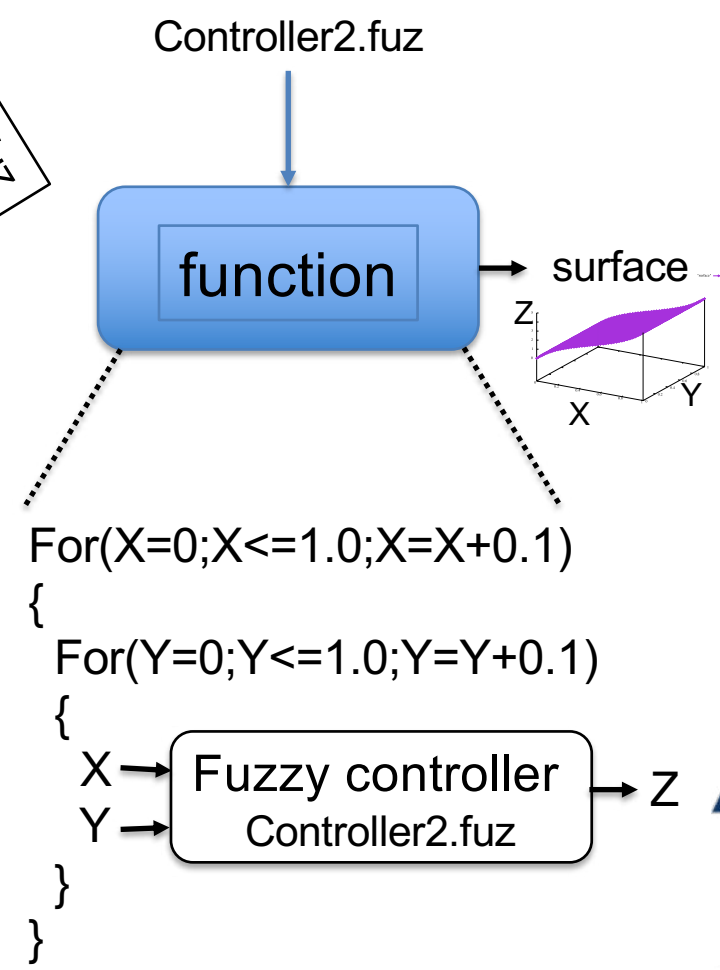 Controller2.fuz
function
surface
Z
X
Y
For(X=0;X<=1.0;X=X+0.1)
{
For(Y=0;Y<=1.0;Y=Y+0.1)
{
X
Y
Fuzzy controller
Controller2.fuz
Z
}
}